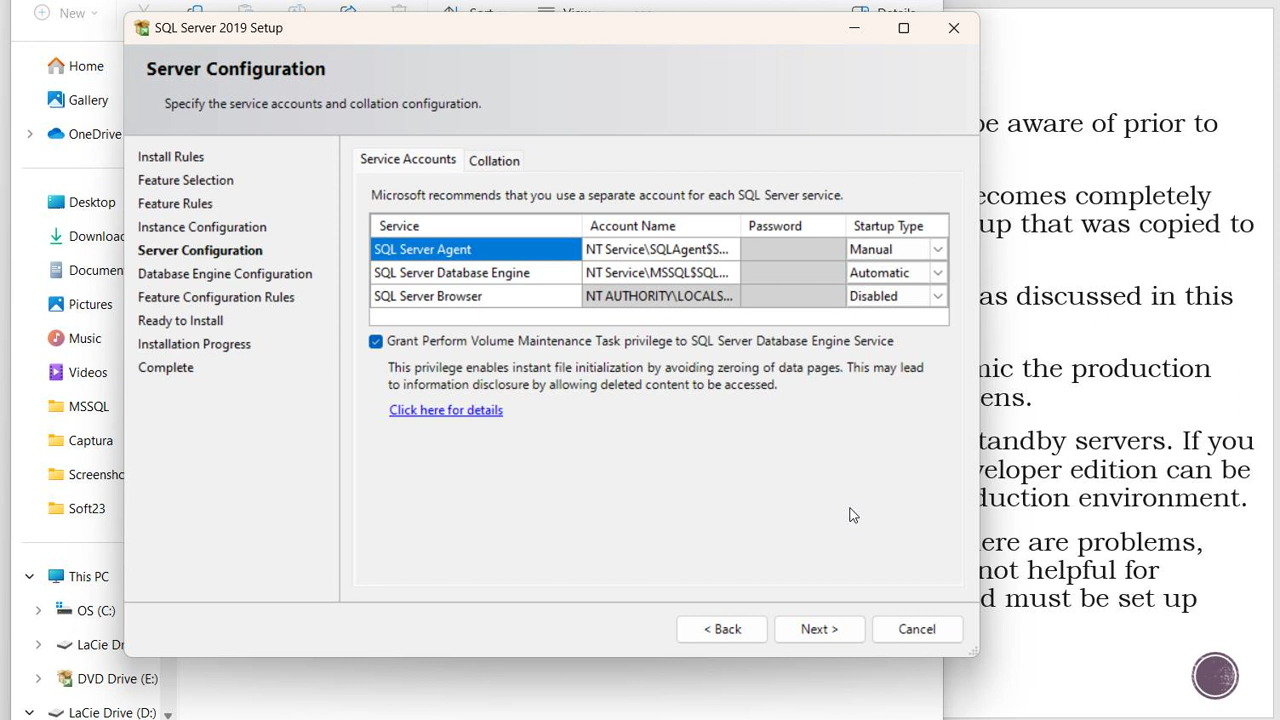 New
Details
SQL Server 2019 Setup
Server Configuration
Specify the service accounts and collation configuration.
Home
Gallery
OneDrive
Desktop
Pictures
Music
Videos
MSSQL
Captura
Soft23
This PC
OS (C:)
DVD Drive (E:)
LaCie Drive (D:)
Install Rules
Feature Selection
Feature Rules
Instance Configuration
Server Configuration
Database Engine Configuration
Feature Configuration Rules
Ready to Install
Installation Progress
Complete
Service Accounts Collation
Microsoft recommends that you use a separate account for each SQL Server service.
Service Account Name Password Startup Type
SQL Server Agent NT Service\SQLAgent$S... Manual
SQL Server Database Engine NT Service\MSSQL$SQL... Automatic
SQL Server Browser NT AUTHORITY\LOCALS... Disabled
Grant Perform Volume Maintenance Task privilege to SQL Server Database Engine Service
This privilege enables instant file initialization by avoiding zeroing of data pages. This may lead
to information disclosure by allowing deleted content to be accessed.
Click here for details
< Back Next > Cancel
be aware of prior to
ecomes completely
up that was copied to
as discussed in this
mic the production
ens.
tandby servers. If you
veloper edition can be
duction environment.
ere are problems,
not helpful for
d must be set up